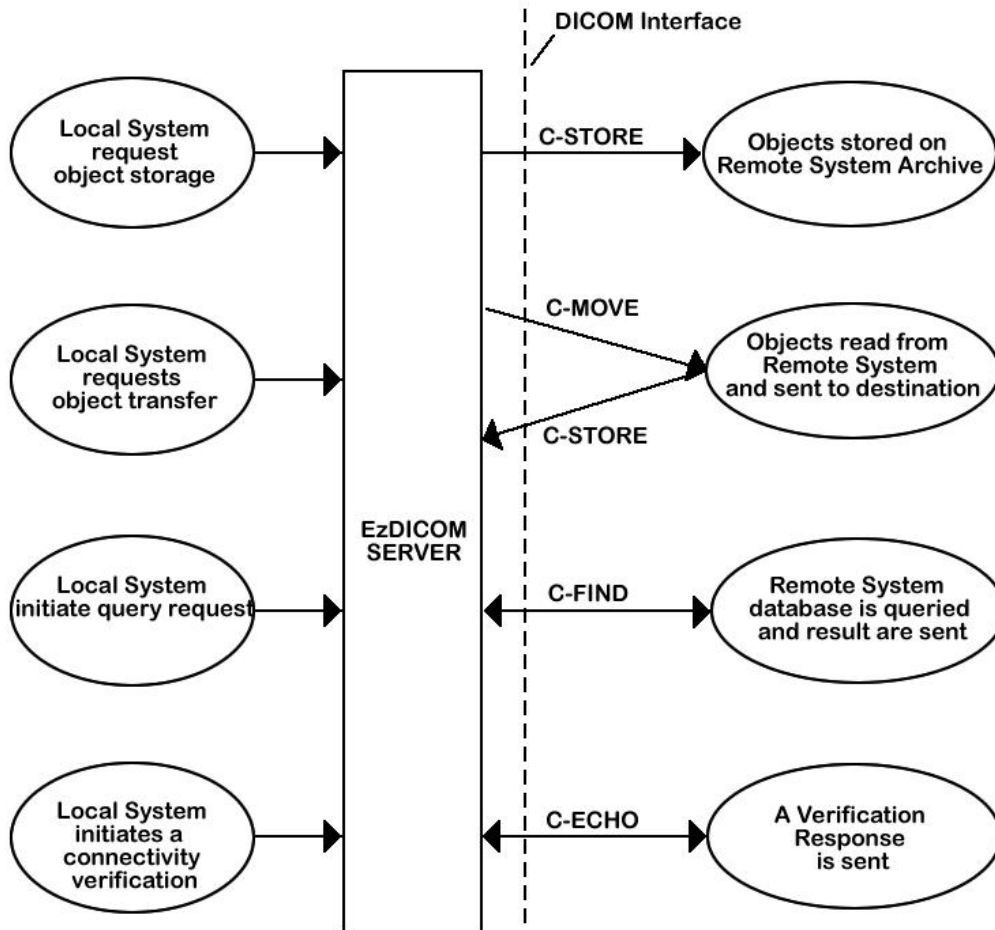 DICOM Interface
Local System
request
object storage
C-STORE
Objects stored on
Remote System Archive
Local System
requests
object transfer
C-MOVE
C-STORE
Objects read from
Remote System
and sent to destination
EzDICOM
SERVER
Local System
initiate query request
C-FIND
Remote System
database is queried
and result are sent
Local System
initiates a
connectivity
verification
C-ECHO
A Verification
Response
is sent